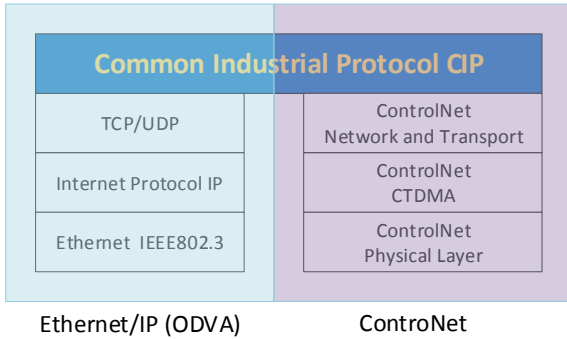 Common Industrial Protocol CIP
TCP/UDP
Internet Protocol IP
Ethernet IEEE802.3
ControlNet
Network and Transport
ControlNet
CTDMA
ControlNet
Physical Layer
Ethernet/IP (ODVA)
ControNet